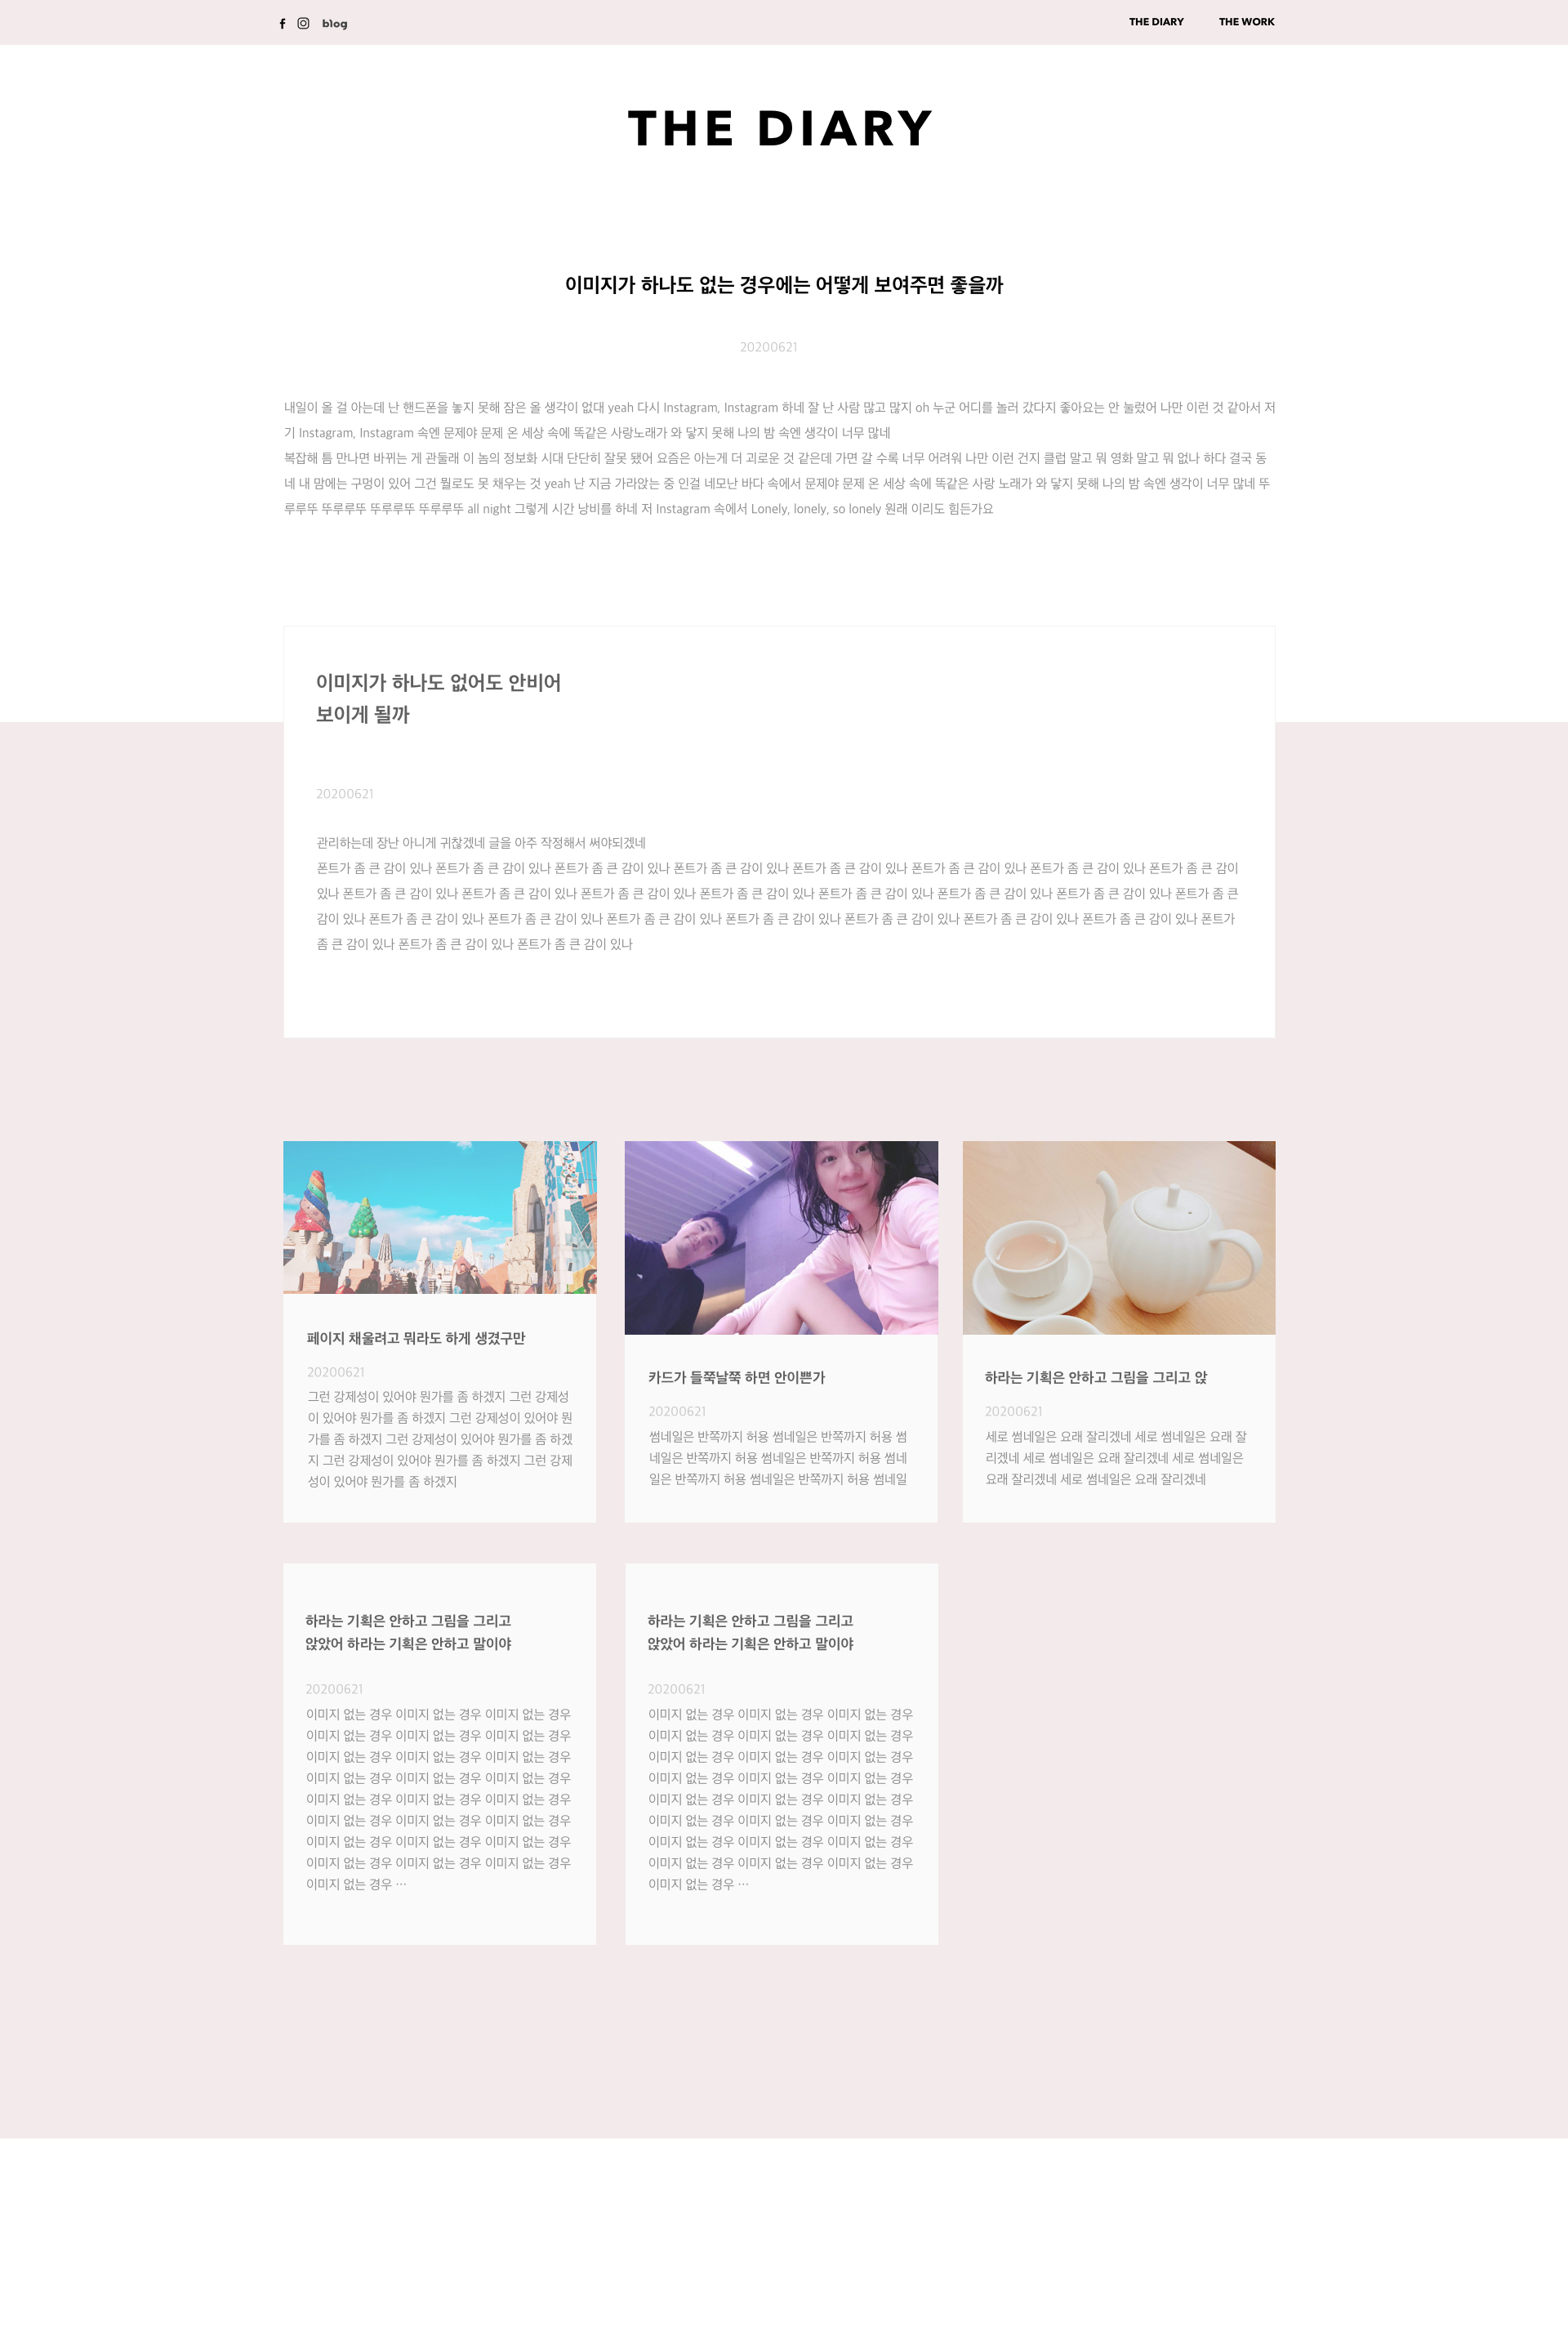 blog
THE DIARY
THE WORK
THE DIARY
이미지가 하나도 없는 경우에는 어떻게 보여주면 좋을까
20200621
내일이 올 걸 아는데 난 핸드폰을 놓지 못해 잠은 올 생각이 없대 yeah 다시 Instagram, Instagram 하네 잘 난 사람 많고 많지 oh 누군 어디를 놀러 갔다지 좋아요는 안 눌렀어 나만 이런 것 같아서 저
기 Instagram, Instagram 속엔 문제야 문제 온 세상 속에 똑같은 사랑노래가 와 닿지 못해 나의 밤 속엔 생각이 너무 많네
복잡해 틈 만나면 바뀌는 게 관둘래 이 놈의 정보화 시대 단단히 잘못 됐어 요즘은 아는게 더 괴로운 것 같은데 가면 갈 수록 너무 어려워 나만 이런 건지 클럽 말고 뭐 영화 말고 뭐 없나 하다 결국 동
네 내 맘에는 구멍이 있어 그건 뭘로도 못 채우는 것 yeah 난 지금 가라앉는 중 인걸 네모난 바다 속에서 문제야 문제 온 세상 속에 똑같은 사랑 노래가 와 닿지 못해 나의 밤 속엔 생각이 너무 많네 뚜
루루뚜 뚜루루뚜 뚜루루뚜 뚜루루뚜 all night 그렇게 시간 낭비를 하네 저 Instagram 속에서 Lonely, lonely, so lonely 원래 이리도 힘든가요
이미지가 하나도 없어도 안비어
보이게 될까
20200621
관리하는데 장난 아니게 귀찮겠네 글을 아주 작정해서 써야되겠네
폰트가 좀 큰 감이 있나 폰트가 좀 큰 감이 있나 폰트가 좀 큰 감이 있나 폰트가 좀 큰 감이 있나 폰트가 좀 큰 감이 있나 폰트가 좀 큰 감이 있나 폰트가 좀 큰 감이 있나 폰트가 좀 큰 감이
있나 폰트가 좀 큰 감이 있나 폰트가 좀 큰 감이 있나 폰트가 좀 큰 감이 있나 폰트가 좀 큰 감이 있나 폰트가 좀 큰 감이 있나 폰트가 좀 큰 감이 있나 폰트가 좀 큰 감이 있나 폰트가 좀 큰
감이 있나 폰트가 좀 큰 감이 있나 폰트가 좀 큰 감이 있나 폰트가 좀 큰 감이 있나 폰트가 좀 큰 감이 있나 폰트가 좀 큰 감이 있나 폰트가 좀 큰 감이 있나 폰트가 좀 큰 감이 있나 폰트가
좀 큰 감이 있나 폰트가 좀 큰 감이 있나 폰트가 좀 큰 감이 있나
페이지 채울려고 뭐라도 하게 생겼구만
20200621
그런 강제성이 있어야 뭔가를 좀 하겠지 그런 강제성
이 있어야 뭔가를 좀 하겠지 그런 강제성이 있어야 뭔
가를 좀 하겠지 그런 강제성이 있어야 뭔가를 좀 하겠
지 그런 강제성이 있어야 뭔가를 좀 하겠지 그런 강제
성이 있어야 뭔가를 좀 하겠지
카드가 들쭉날쭉 하면 안이쁜가
20200621
썸네일은 반쪽까지 허용 썸네일은 반쪽까지 허용 썸
네일은 반쪽까지 허용 썸네일은 반쪽까지 허용 썸네
일은 반쪽까지 허용 썸네일은 반쪽까지 허용 썸네일
하라는 기획은 안하고 그림을 그리고 앉
20200621
세로 썸네일은 요래 잘리겠네 세로 썸네일은 요래 잘
리겠네 세로 썸네일은 요래 잘리겠네 세로 썸네일은
요래 잘리겠네 세로 썸네일은 요래 잘리겠네
하라는 기획은 안하고 그림을 그리고
앉았어 하라는 기획은 안하고 말이야
20200621
이미지 없는 경우 이미지 없는 경우 이미지 없는 경우
이미지 없는 경우 이미지 없는 경우 이미지 없는 경우
이미지 없는 경우 이미지 없는 경우 이미지 없는 경우
이미지 없는 경우 이미지 없는 경우 이미지 없는 경우
이미지 없는 경우 이미지 없는 경우 이미지 없는 경우
이미지 없는 경우 이미지 없는 경우 이미지 없는 경우
이미지 없는 경우 이미지 없는 경우 이미지 없는 경우
이미지 없는 경우 이미지 없는 경우 이미지 없는 경우
이미지 없는 경우 …
하라는 기획은 안하고 그림을 그리고
앉았어 하라는 기획은 안하고 말이야
20200621
이미지 없는 경우 이미지 없는 경우 이미지 없는 경우
이미지 없는 경우 이미지 없는 경우 이미지 없는 경우
이미지 없는 경우 이미지 없는 경우 이미지 없는 경우
이미지 없는 경우 이미지 없는 경우 이미지 없는 경우
이미지 없는 경우 이미지 없는 경우 이미지 없는 경우
이미지 없는 경우 이미지 없는 경우 이미지 없는 경우
이미지 없는 경우 이미지 없는 경우 이미지 없는 경우
이미지 없는 경우 이미지 없는 경우 이미지 없는 경우
이미지 없는 경우 …